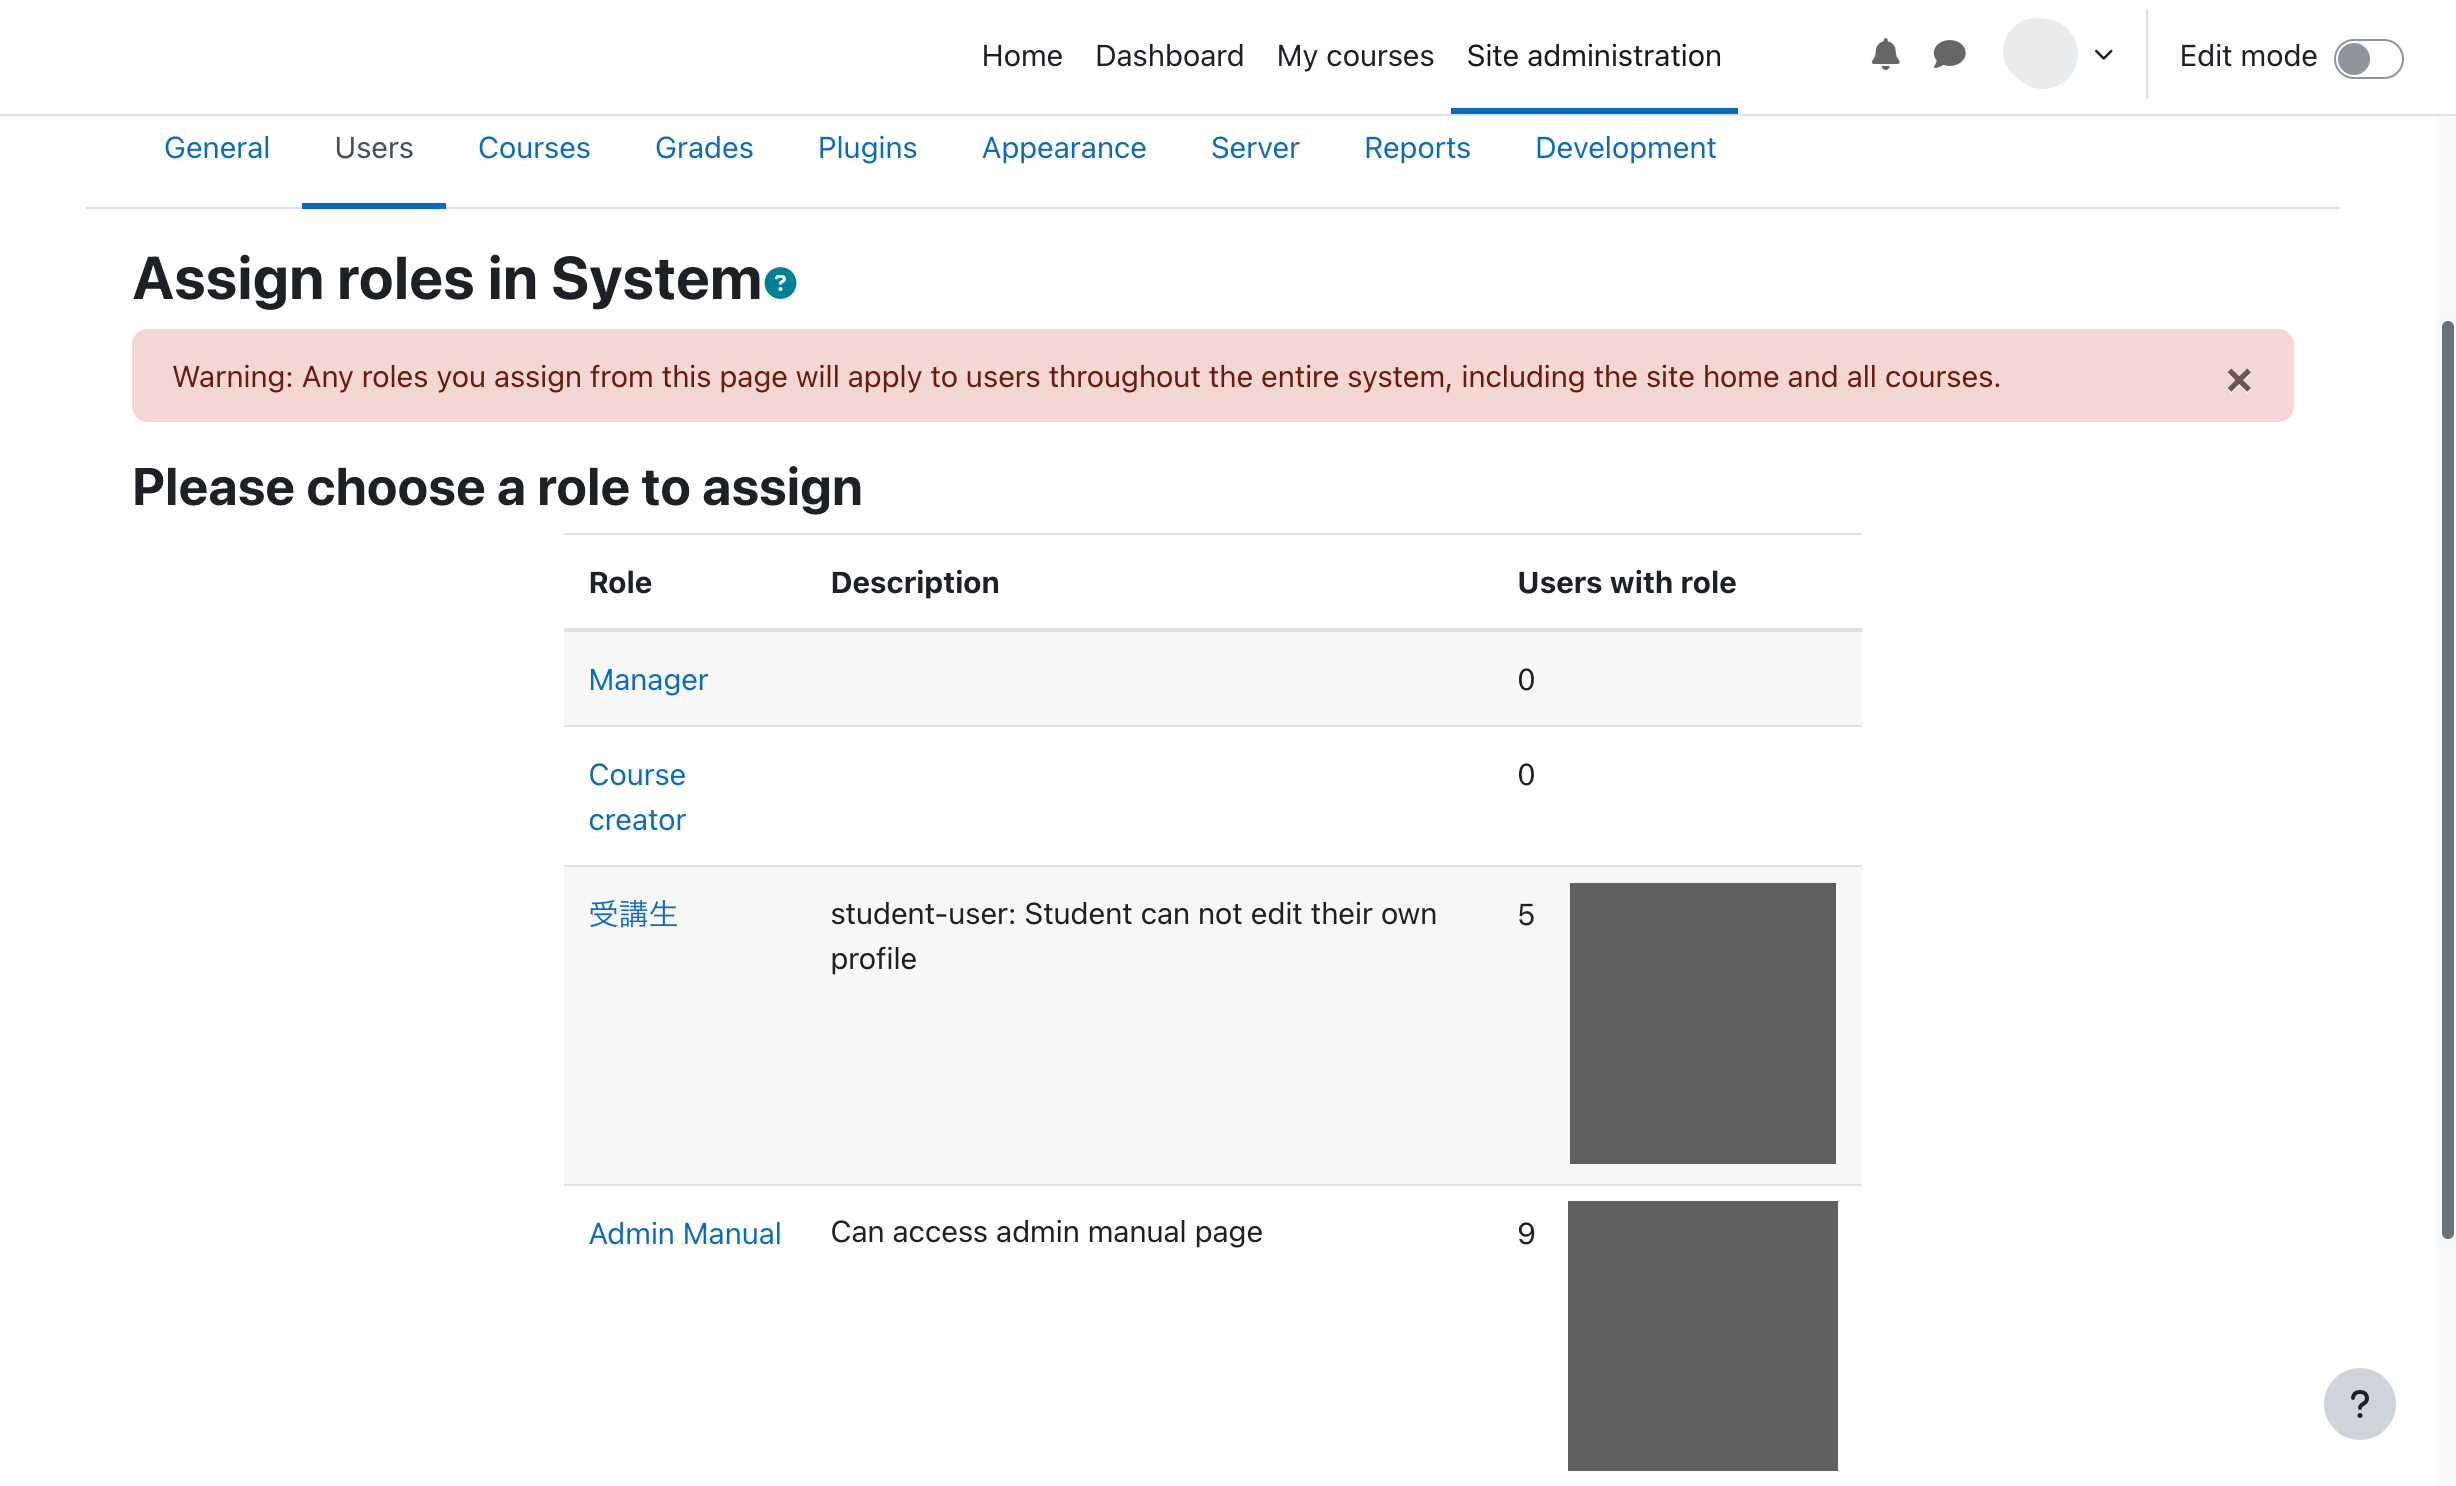 Home Dashboard My courses Site administration Edit mode
General Users Courses Grades Plugins Appearance Server Reports Development
Assign roles in System
?
Warning: Any roles you assign from this page will apply to users throughout the entire system, including the site home and all courses.
Please choose a role to assign
Role Description Users with role
Manager 0
Course 0
creator
受講生 student-user: Student can not edit their own 5
profile
Admin Manual Can access admin manual page 9
?